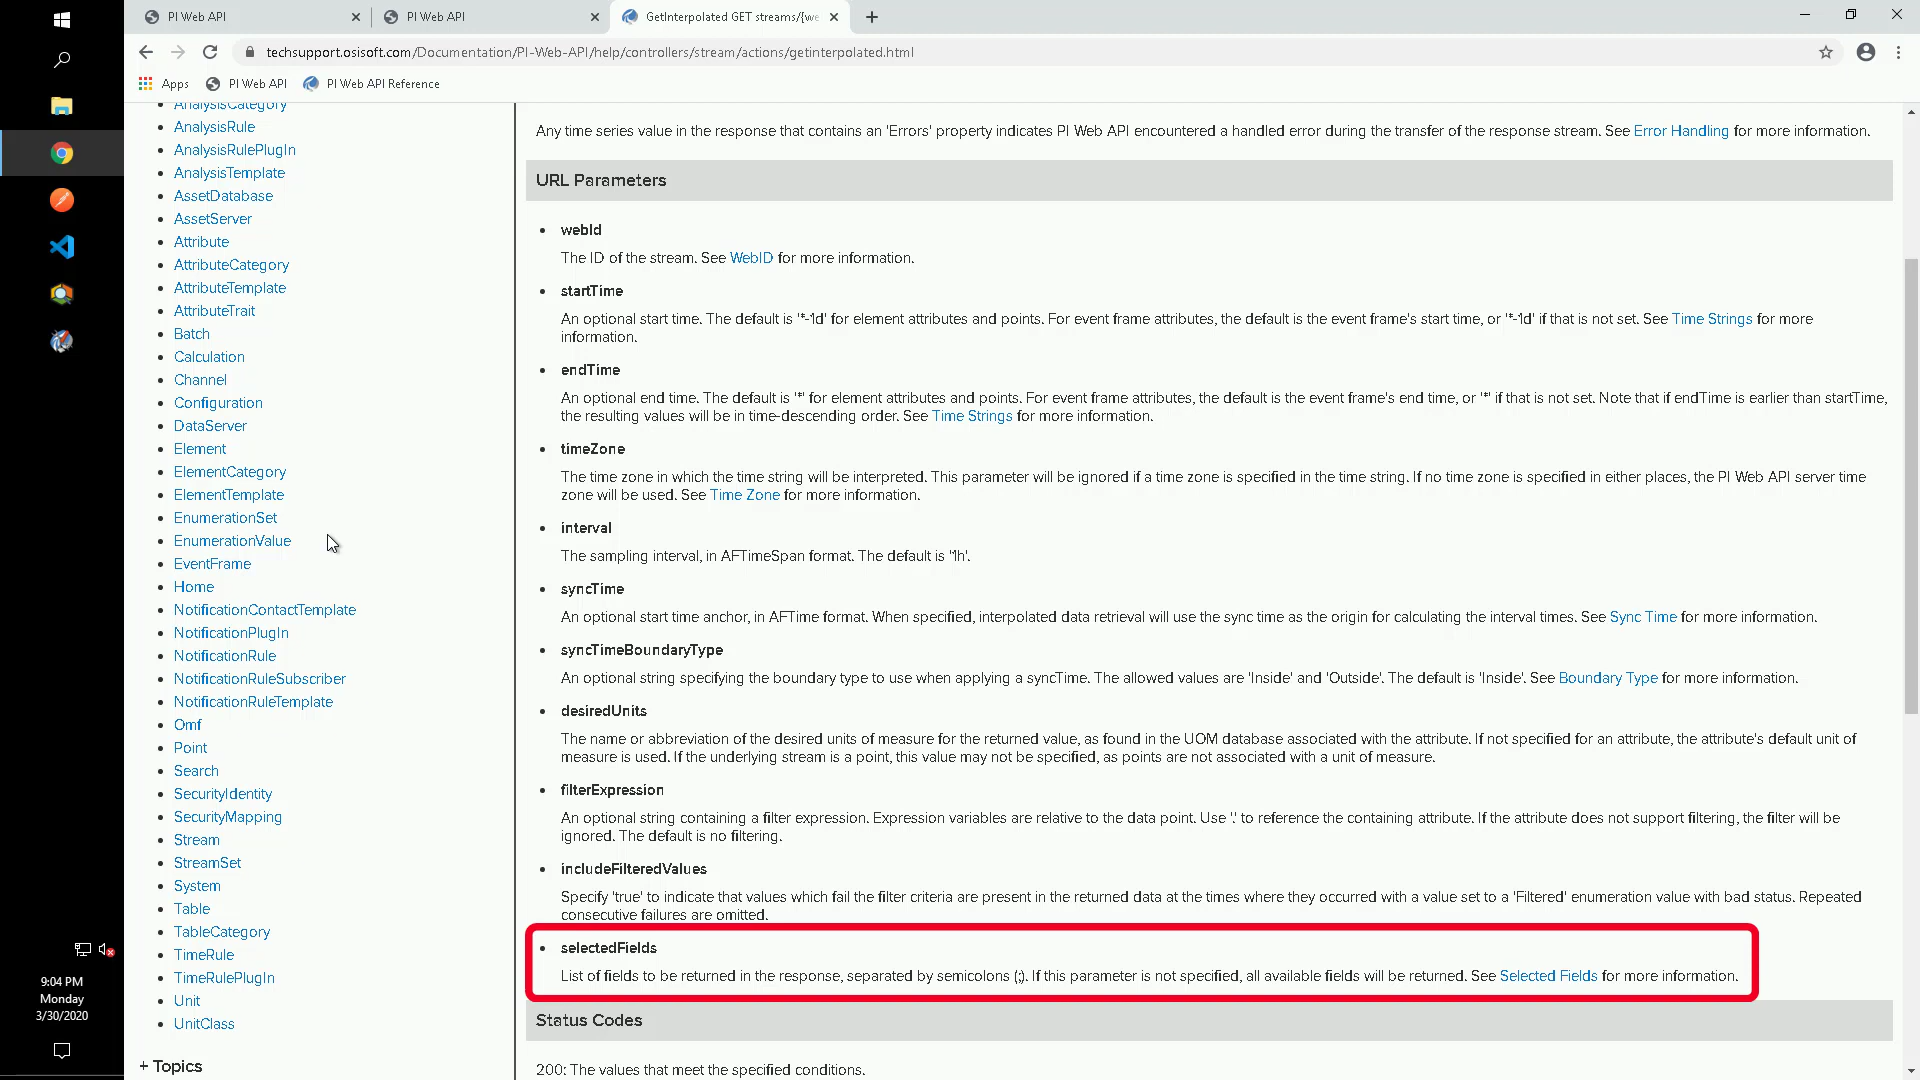 PI Web API
PI Web API
GetInterpolated GET streams/{we
techsupport.osisoft.com/Documentation/PI-Web-API/help/controllers/stream/actions/getinterpolated.html
Apps
PI Web API
PI Web API Reference
AnalysisCategory
AnalysisRule
AnalysisRulePlugIn
AnalysisTemplate
AssetDatabase
AssetServer
Attribute
AttributeCategory
AttributeTemplate
AttributeTrait
Batch
Calculation
Channel
Configuration
DataServer
Element
ElementCategory
ElementTemplate
EnumerationSet
EnumerationValue
EventFrame
Home
NotificationContactTemplate
NotificationPlugIn
NotificationRule
NotificationRuleSubscriber
NotificationRuleTemplate
Omf
Point
Search
SecurityIdentity
SecurityMapping
Stream
StreamSet
System
Table
TableCategory
TimeRule
TimeRulePlugIn
Unit
UnitClass
+ Topics
Any time series value in the response that contains an 'Errors' property indicates PI Web API encountered a handled error during the transfer of the response stream. See Error Handling for more information.
URL Parameters
webId
The ID of the stream. See WebID for more information.
startTime
An optional start time. The default is '*-1d' for element attributes and points. For event frame attributes, the default is the event frame's start time, or '*-1d' if that is not set. See Time Strings for more
information.
endTime
An optional end time. The default is '*' for element attributes and points. For event frame attributes, the default is the event frame's end time, or '*' if that is not set. Note that if endTime is earlier than startTime,
the resulting values will be in time-descending order. See Time Strings for more information.
timeZone
The time zone in which the time string will be interpreted. This parameter will be ignored if a time zone is specified in the time string. If no time zone is specified in either places, the PI Web API server time
zone will be used. See Time Zone for more information.
interval
The sampling interval, in AFTimeSpan format. The default is '1h'.
syncTime
An optional start time anchor, in AFTime format. When specified, interpolated data retrieval will use the sync time as the origin for calculating the interval times. See Sync Time for more information.
syncTimeBoundaryType
An optional string specifying the boundary type to use when applying a syncTime. The allowed values are 'Inside' and 'Outside'. The default is 'Inside'. See Boundary Type for more information.
desiredUnits
The name or abbreviation of the desired units of measure for the returned value, as found in the UOM database associated with the attribute. If not specified for an attribute, the attribute's default unit of
measure is used. If the underlying stream is a point, this value may not be specified, as points are not associated with a unit of measure.
filterExpression
An optional string containing a filter expression. Expression variables are relative to the data point. Use '.' to reference the containing attribute. If the attribute does not support filtering, the filter will be
ignored. The default is no filtering.
includeFilteredValues
Specify 'true' to indicate that values which fail the filter criteria are present in the returned data at the times where they occurred with a value set to a 'Filtered' enumeration value with bad status. Repeated
consecutive failures are omitted.
selectedFields
List of fields to be returned in the response, separated by semicolons (;). If this parameter is not specified, all available fields will be returned. See Selected Fields for more information.
Status Codes
200: The values that meet the specified conditions.
9:04 PM
Monday
3/30/2020